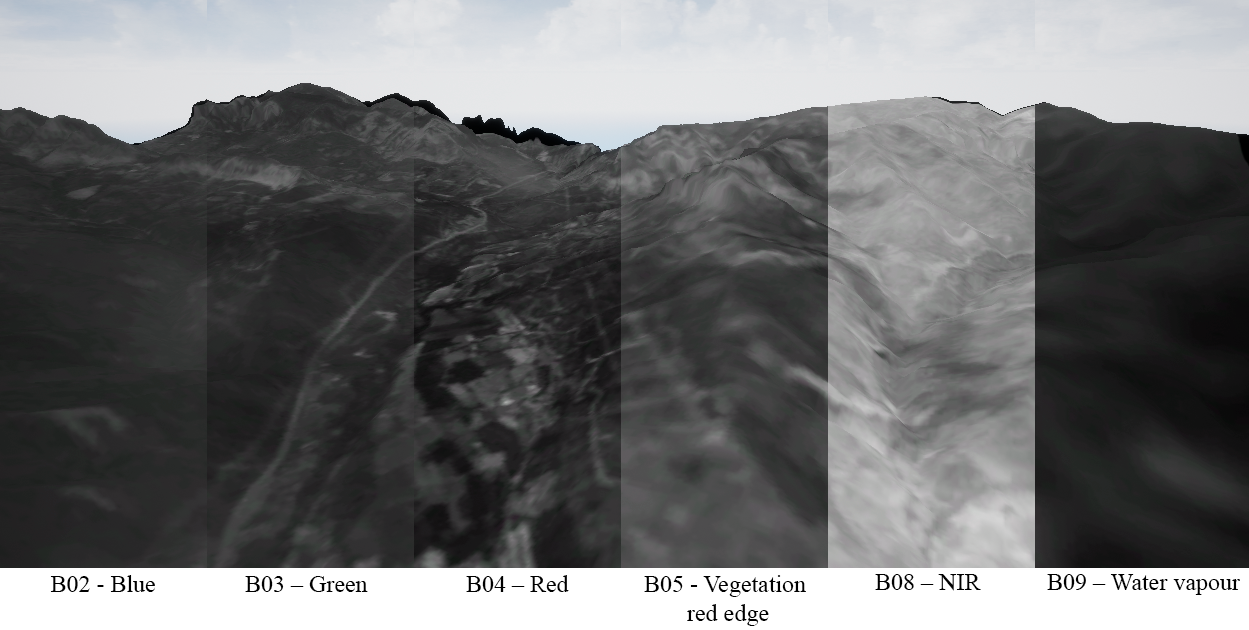 B02 - Blue
B03 – Green
B04 – Red
B05 - Vegetation
red edge
B08 – NIR
B09 – Water vapour